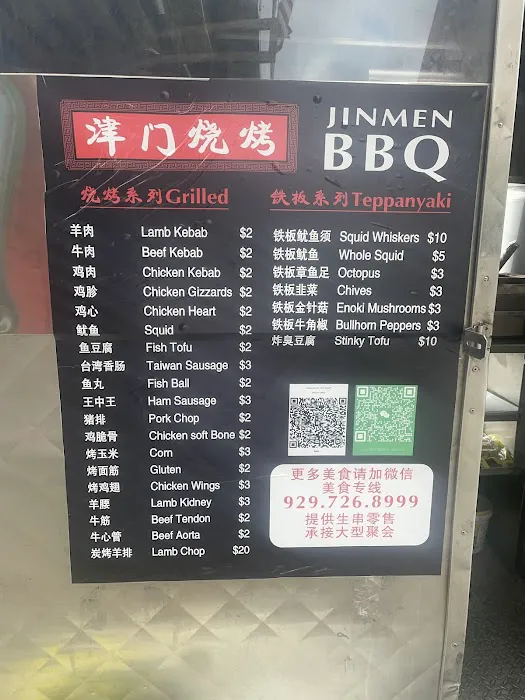 津门烧烤
JINMEN
BBQ
烧烤系列Grilled
羊肉 Lamb Kebab $2
牛肉 Beef Kebab $2
鸡肉 Chicken Kebab $2
鸡胗 Chicken Gizzards $2
鸡心 Chicken Heart $2
鱿鱼 Squid $2
鱼豆腐 Fish Tofu $2
台湾香肠 Taiwan Sausage $3
鱼丸 Fish Ball $2
王中王 Ham Sausage $3
猪排 Pork Chop $2
鸡脆骨 Chicken soft Bone $2
烤玉米 Corn $3
烤面筋 Gluten $2
烤鸡翅 Chicken Wings $3
羊腰 Lamb Kidney $3
牛筋 Beef Tendon $2
牛心管 Beef Aorta $2
炭烤羊排 Lamb Chop $20
铁板系列Teppanyaki
铁板鱿鱼须 Squid Whiskers $10
铁板鱿鱼 Whole Squid $5
铁板章鱼足 Octopus $3
铁板韭菜 Chives $3
铁板金针菇 Enoki Mushrooms $3
铁板牛角椒 Bullhorn Peppers $3
炸臭豆腐 Stinky Tofu $10
更多美食请加微信
美食专线
929.726.8999
提供生串零售
承接大型聚会